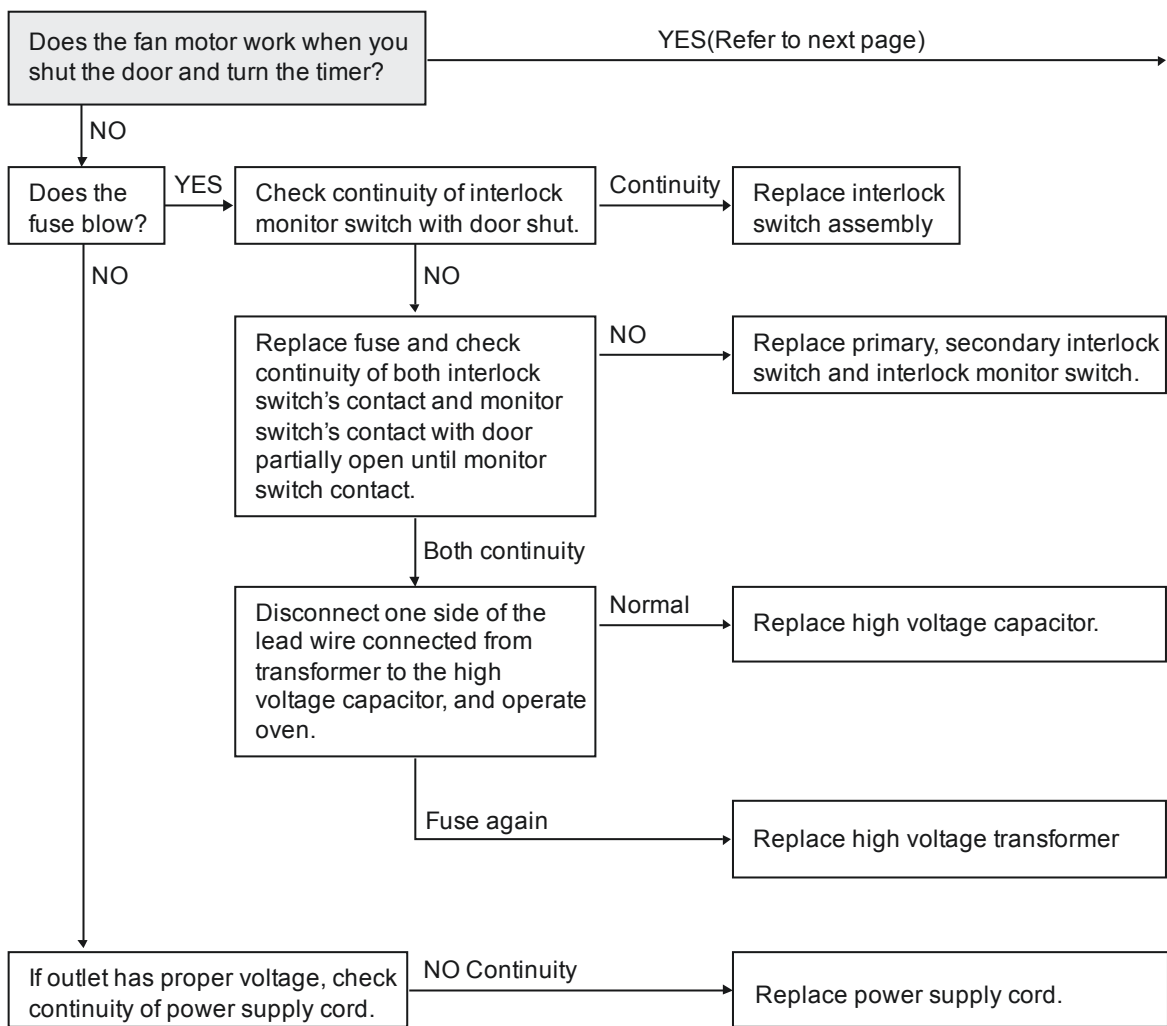 Does the fan motor work when you
shut the door and turn the timer?
YES(Refer to next page)
NO
Does the
fuse blow?
YES
Check continuity of interlock
monitor switch with door shut.
Continuity
Replace interlock
switch assembly
NO
NO
Replace fuse and check
continuity of both interlock
switch’s contact and monitor
switch’s contact with door
partially open until monitor
switch contact.
NO
Replace primary, secondary interlock
switch and interlock monitor switch.
Both continuity
Disconnect one side of the
lead wire connected from
transformer to the high
voltage capacitor, and operate
oven.
Normal
Replace high voltage capacitor.
Fuse again
Replace high voltage transformer
If outlet has proper voltage, check
continuity of power supply cord.
NO Continuity
Replace power supply cord.